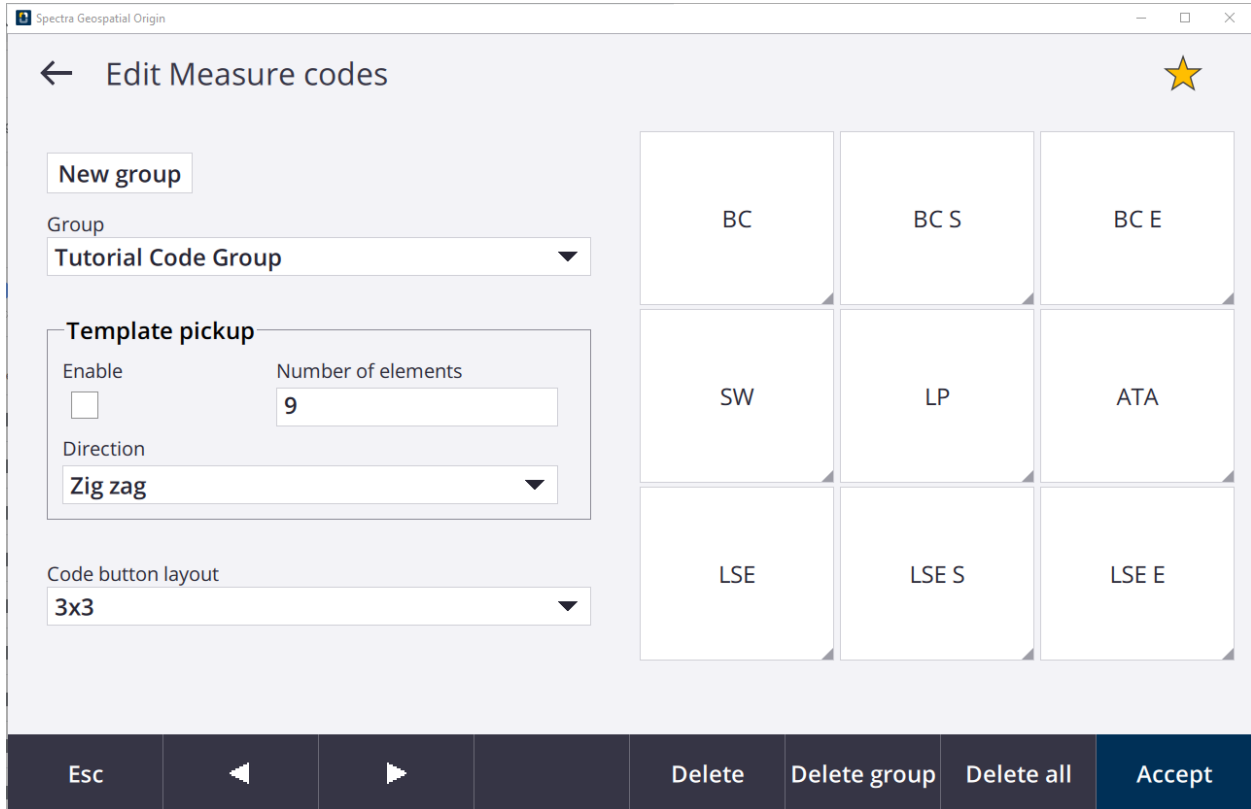 Spectra Geospatial Origin
Edit Measure codes
New group
Group
Tutorial Code Group
Template pickup
Enable
Number of elements
9
Direction
Zig zag
Code button layout
3x3
BC
BC S
BC E
SW
LP
ATA
LSE
LSE S
LSE E
Esc
Delete
Delete group
Delete all
Accept